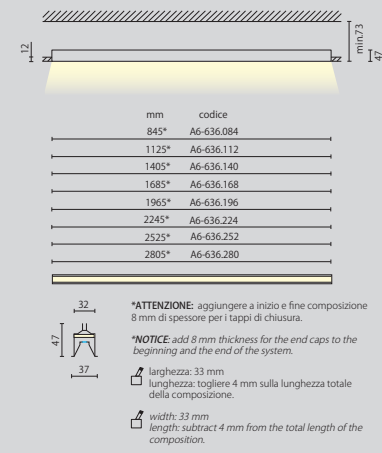 12
min.73
47
mm codice
845* A6-636.084
1125* A6-636.112
1405* A6-636.140
1685* A6-636.168
1965* A6-636.196
2245* A6-636.224
2525* A6-636.252
2805* A6-636.280
32
47
37
*ATTENZIONE: aggiungere a inizio e fine composizione
8 mm di spessore per i tappi di chiusura.
*NOTICE: add 8 mm thickness for the end caps to the
beginning and the end of the system.
larghezza: 33 mm
lunghezza: togliere 4 mm sulla lunghezza totale
della composizione.
width: 33 mm
length: subtract 4 mm from the total length of the
composition.